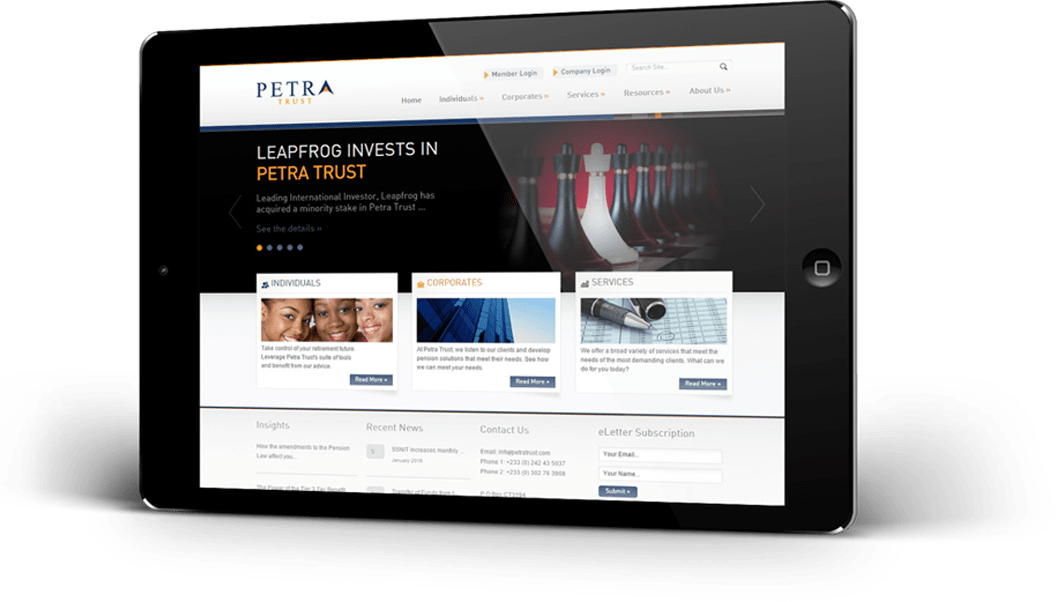 PETRA
TRUST
Member Login
Company Login
Search Site...
Home
Individuals »
Corporates »
Services »
Resources »
About Us »
LEAPFROG INVESTS IN
PETRA TRUST
Leading International Investor, Leapfrog has
acquired a minority stake in Petra Trust ...
See the details »
INDIVIDUALS
Take control of your retirement future.
Leverage Petra Trust's suite of tools
and benefit from our advice.
Read More »
CORPORATES
At Petra Trust, we listen to our clients and develop
pension solutions that meet their needs. See how
we can meet your needs.
Read More »
SERVICES
We offer a broad variety of services that meet the
needs of the most demanding clients. What can we
do for you today?
Read More »
Insights
How the amendments to the Pension
Law affect you...
The Power of the Tier 3 Tax Benefit
Recent News
5
SSNIT increases monthly ...
January 2016
Transfer of Funds from t...
Contact Us
Email: info@petratrust.com
Phone 1: +233 (0) 242 43 5037
Phone 2: +233 (0) 302 76 3908
P O Box CT3194
eLetter Subscription
Your Email...
Your Name...
Submit »